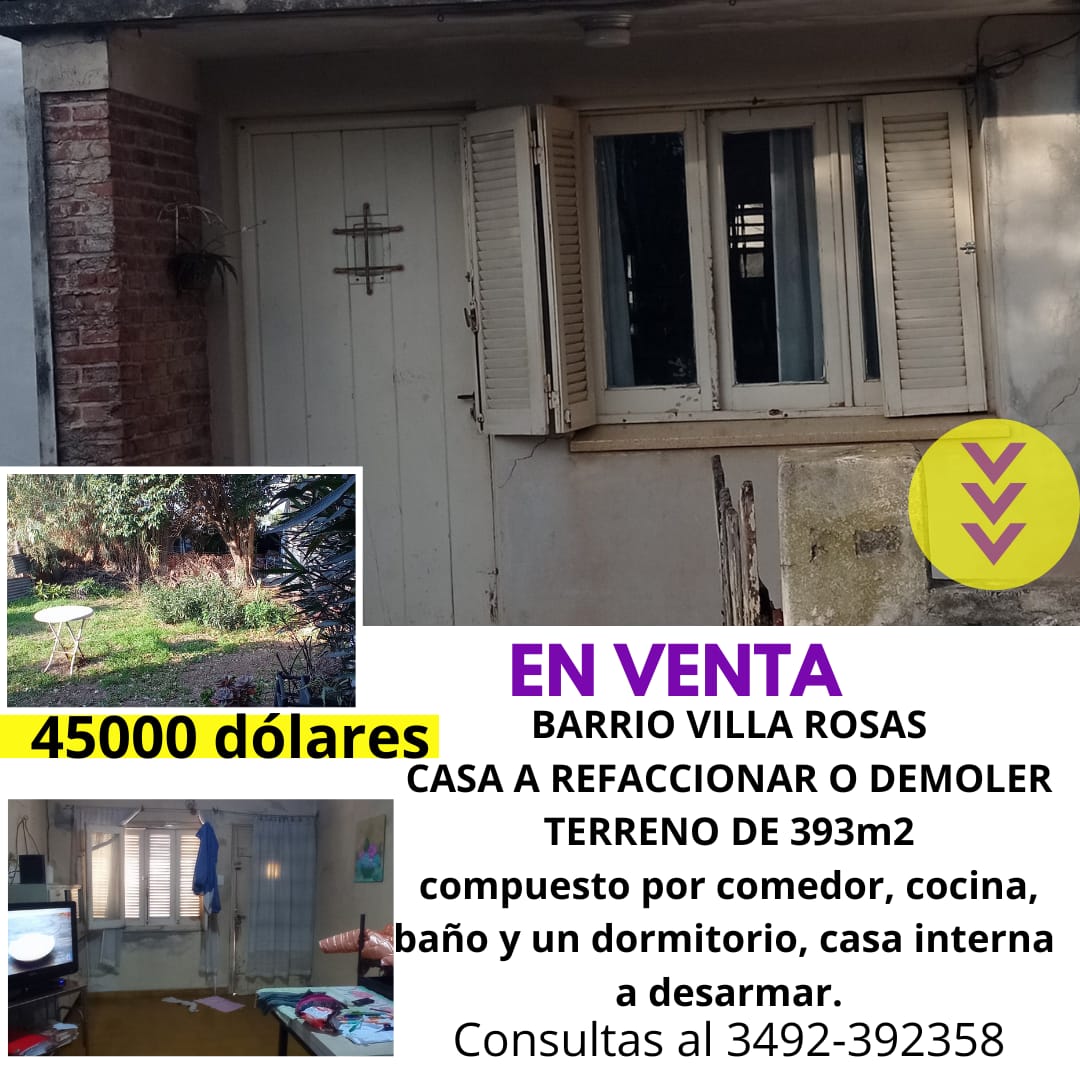 EN VENTA
45000 dólares
BARRIO VILLA ROSAS
CASA A REFACCIONAR O DEMOLER
TERRENO DE 393m2
compuesto por comedor, cocina,
baño y un dormitorio, casa interna
a desarmar.
Consultas al 3492-392358